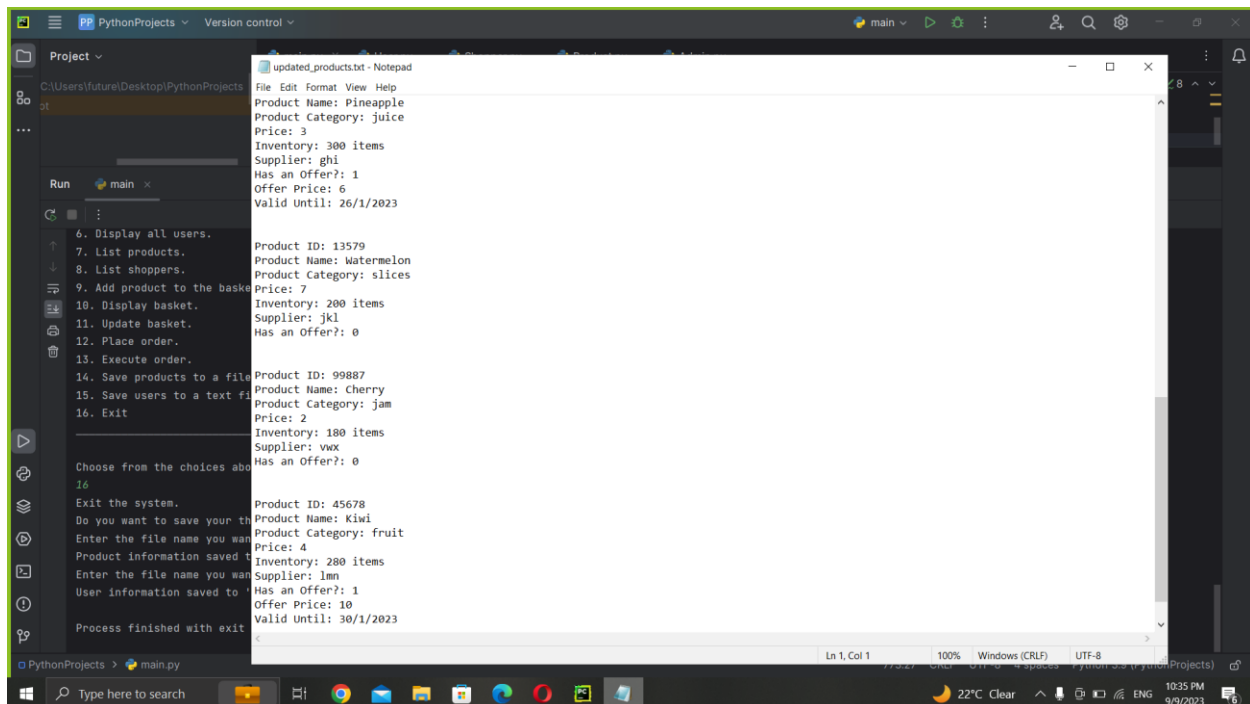 PP PythonProjects
Version control
main
Project
updated_products.txt - Notepad
File Edit Format View Help
C:\Users\future\Desktop\PythonProjects
8
Product Name: Pineapple
Product Category: juice
Price: 3
Inventory: 300 items
Supplier: ghi
Has an Offer?: 1
Offer Price: 6
Valid Until: 26/1/2023
Product ID: 13579
Product Name: Watermelon
Product Category: slices
Price: 7
Inventory: 200 items
Supplier: jkl
Has an Offer?: 0
Product ID: 99887
Product Name: Cherry
Product Category: jam
Price: 2
Inventory: 180 items
Supplier: vwx
Has an Offer?: 0
Product ID: 45678
Product Name: Kiwi
Product Category: fruit
Price: 4
Inventory: 280 items
Supplier: lmn
Has an Offer?: 1
Offer Price: 10
Valid Until: 30/1/2023
Ln 1, Col 1 100% Windows (CRLF) UTF-8
Run main
6. Display all users.
7. List products.
8. List shoppers.
9. Add product to the baske
10. Display basket.
11. Update basket.
12. Place order.
13. Execute order.
14. Save products to a file
15. Save users to a text fi
16. Exit
Choose from the choices abo
16
Exit the system.
Do you want to save your th
Enter the file name you wan
Product information saved t
Enter the file name you wan
User information saved to '
Process finished with exit
PythonProjects > main.py
Type here to search
22°C Clear
ENG
10:35 PM
9/9/2023
6